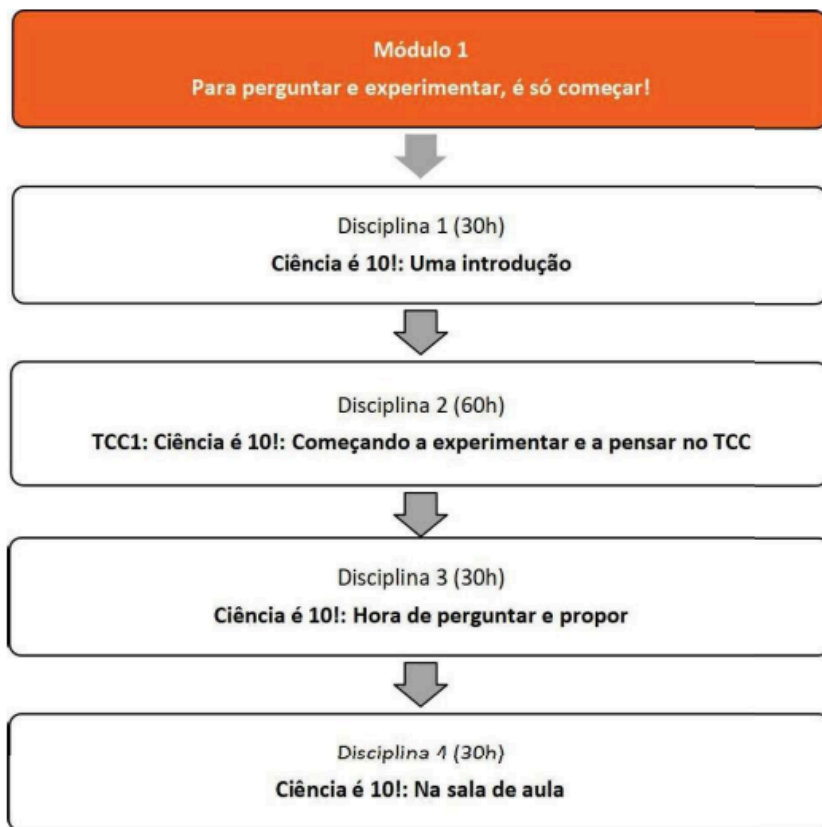 Módulo 1
Para perguntar e experimentar, é só começar!
Disciplina 1 (30h)
Ciência é 10!: Uma introdução
Disciplina 2 (60h)
TCC1: Ciência é 10!: Começando a experimentar e a pensar no TCC
Disciplina 3 (30h)
Ciência é 10!: Hora de perguntar e propor
Disciplina 4 (30h)
Ciência é 10!: Na sala de aula